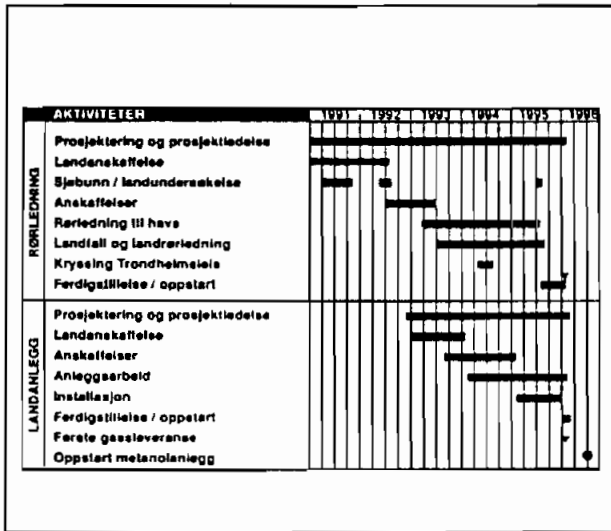 AKTIVITETER 1991 1992 1993 1994 1995 1996
RØRLEDNING
Prosjektering og prosjektledelse
Landanskaffelse
Sjøbunn / landundersøkelse
Anskaffelser
Rørledning til havs
Landfall og landrørledning
Kryssing Trondheimsleia
Ferdigstillelse / oppstart
LANDANLEGG
Prosjektering og prosjektledelse
Landanskaffelse
Anskaffelser
Anleggsarbeid
Installasjon
Ferdigstillelse / oppstart
Første gassleveranse
Oppstart metanolanlegg